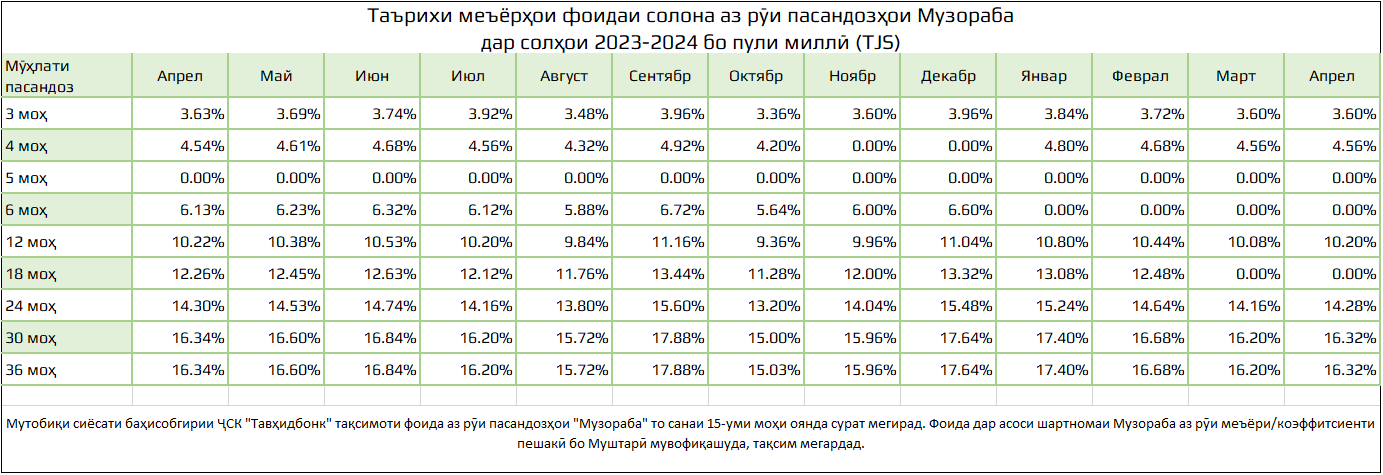 Таърихи меъёрҳои фоидаи солона аз рӯи пасандозҳои Музораба
дар солҳои 2023-2024 бо пули миллӣ (TJS)
Мӯҳлати пасандоз Апрел Май Июн Июл Август Сентябр Октябр Ноябр Декабр Январ Феврал Март Апрел
3 моҳ 3.63% 3.69% 3.74% 3.92% 3.48% 3.96% 3.36% 3.60% 3.96% 3.84% 3.72% 3.60% 3.60%
4 моҳ 4.54% 4.61% 4.68% 4.56% 4.32% 4.92% 4.20% 0.00% 0.00% 4.80% 4.68% 4.56% 4.56%
5 моҳ 0.00% 0.00% 0.00% 0.00% 0.00% 0.00% 0.00% 0.00% 0.00% 0.00% 0.00% 0.00% 0.00%
6 моҳ 6.13% 6.23% 6.32% 6.12% 5.88% 6.72% 5.64% 6.00% 6.60% 0.00% 0.00% 0.00% 0.00%
12 моҳ 10.22% 10.38% 10.53% 10.20% 9.84% 11.16% 9.36% 9.96% 11.04% 10.80% 10.44% 10.08% 10.20%
18 моҳ 12.26% 12.45% 12.63% 12.12% 11.76% 13.44% 11.28% 12.00% 13.32% 13.08% 12.48% 0.00% 0.00%
24 моҳ 14.30% 14.53% 14.74% 14.16% 13.80% 15.60% 13.20% 14.04% 15.48% 15.24% 14.64% 14.16% 14.28%
30 моҳ 16.34% 16.60% 16.84% 16.20% 15.72% 17.88% 15.00% 15.96% 17.64% 17.40% 16.68% 16.20% 16.32%
36 моҳ 16.34% 16.60% 16.84% 16.20% 15.72% 17.88% 15.03% 15.96% 17.64% 17.40% 16.68% 16.20% 16.32%
Мутобиқи сиёсати баҳисобгирии ҶСК "Тавҳидбонк" тақсимоти фоида аз рӯи пасандозҳои "Музораба" то санаи 15-уми моҳи оянда сурат мегирад. Фоида дар асоси шартномаи Музораба аз рӯи меъёри/коэффитсиенти
пешакӣ бо Муштарӣ мувофиқашуда, тақсим мегардад.